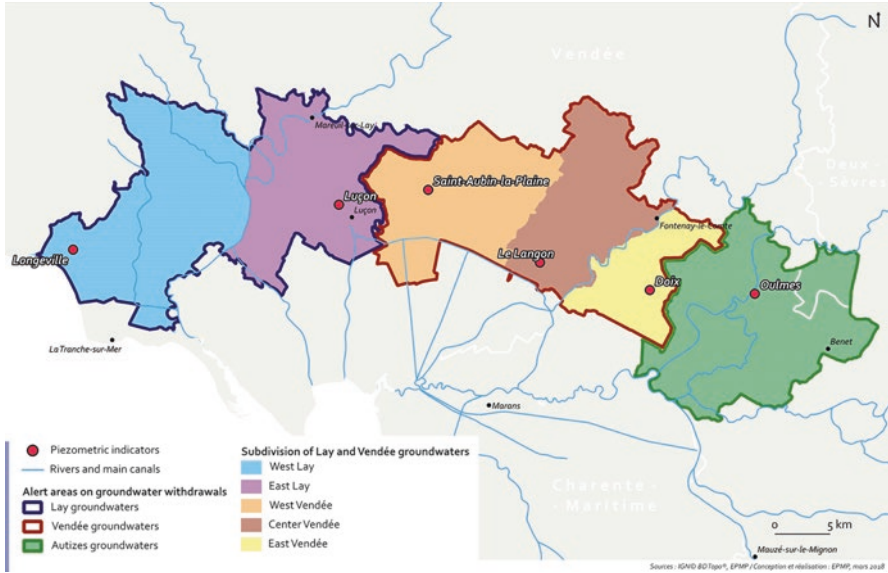 N
Vendée
Deux -
Sèvres
Mareuil-sur-Lay
Saint-Aubin-la-Plaine
Luçon
Luçon
Fontenay-le-Comte
Longeville
Le Langon
Doix
Oulmes
La Tranche-sur-Mer
Benet
Marans
Charente -
Maritime
Mauzé-sur-le-Mignon
0 5 km
Piezometric indicators
Rivers and main canals
Alert areas on groundwater withdrawals
Lay groundwaters
Vendée groundwaters
Autizes groundwaters
Subdivision of Lay and Vendée groundwaters
West Lay
East Lay
West Vendée
Center Vendée
East Vendée
Sources : IGN© BDTopo®, EPMP / Conception et réalisation : EPMP, mars 2018